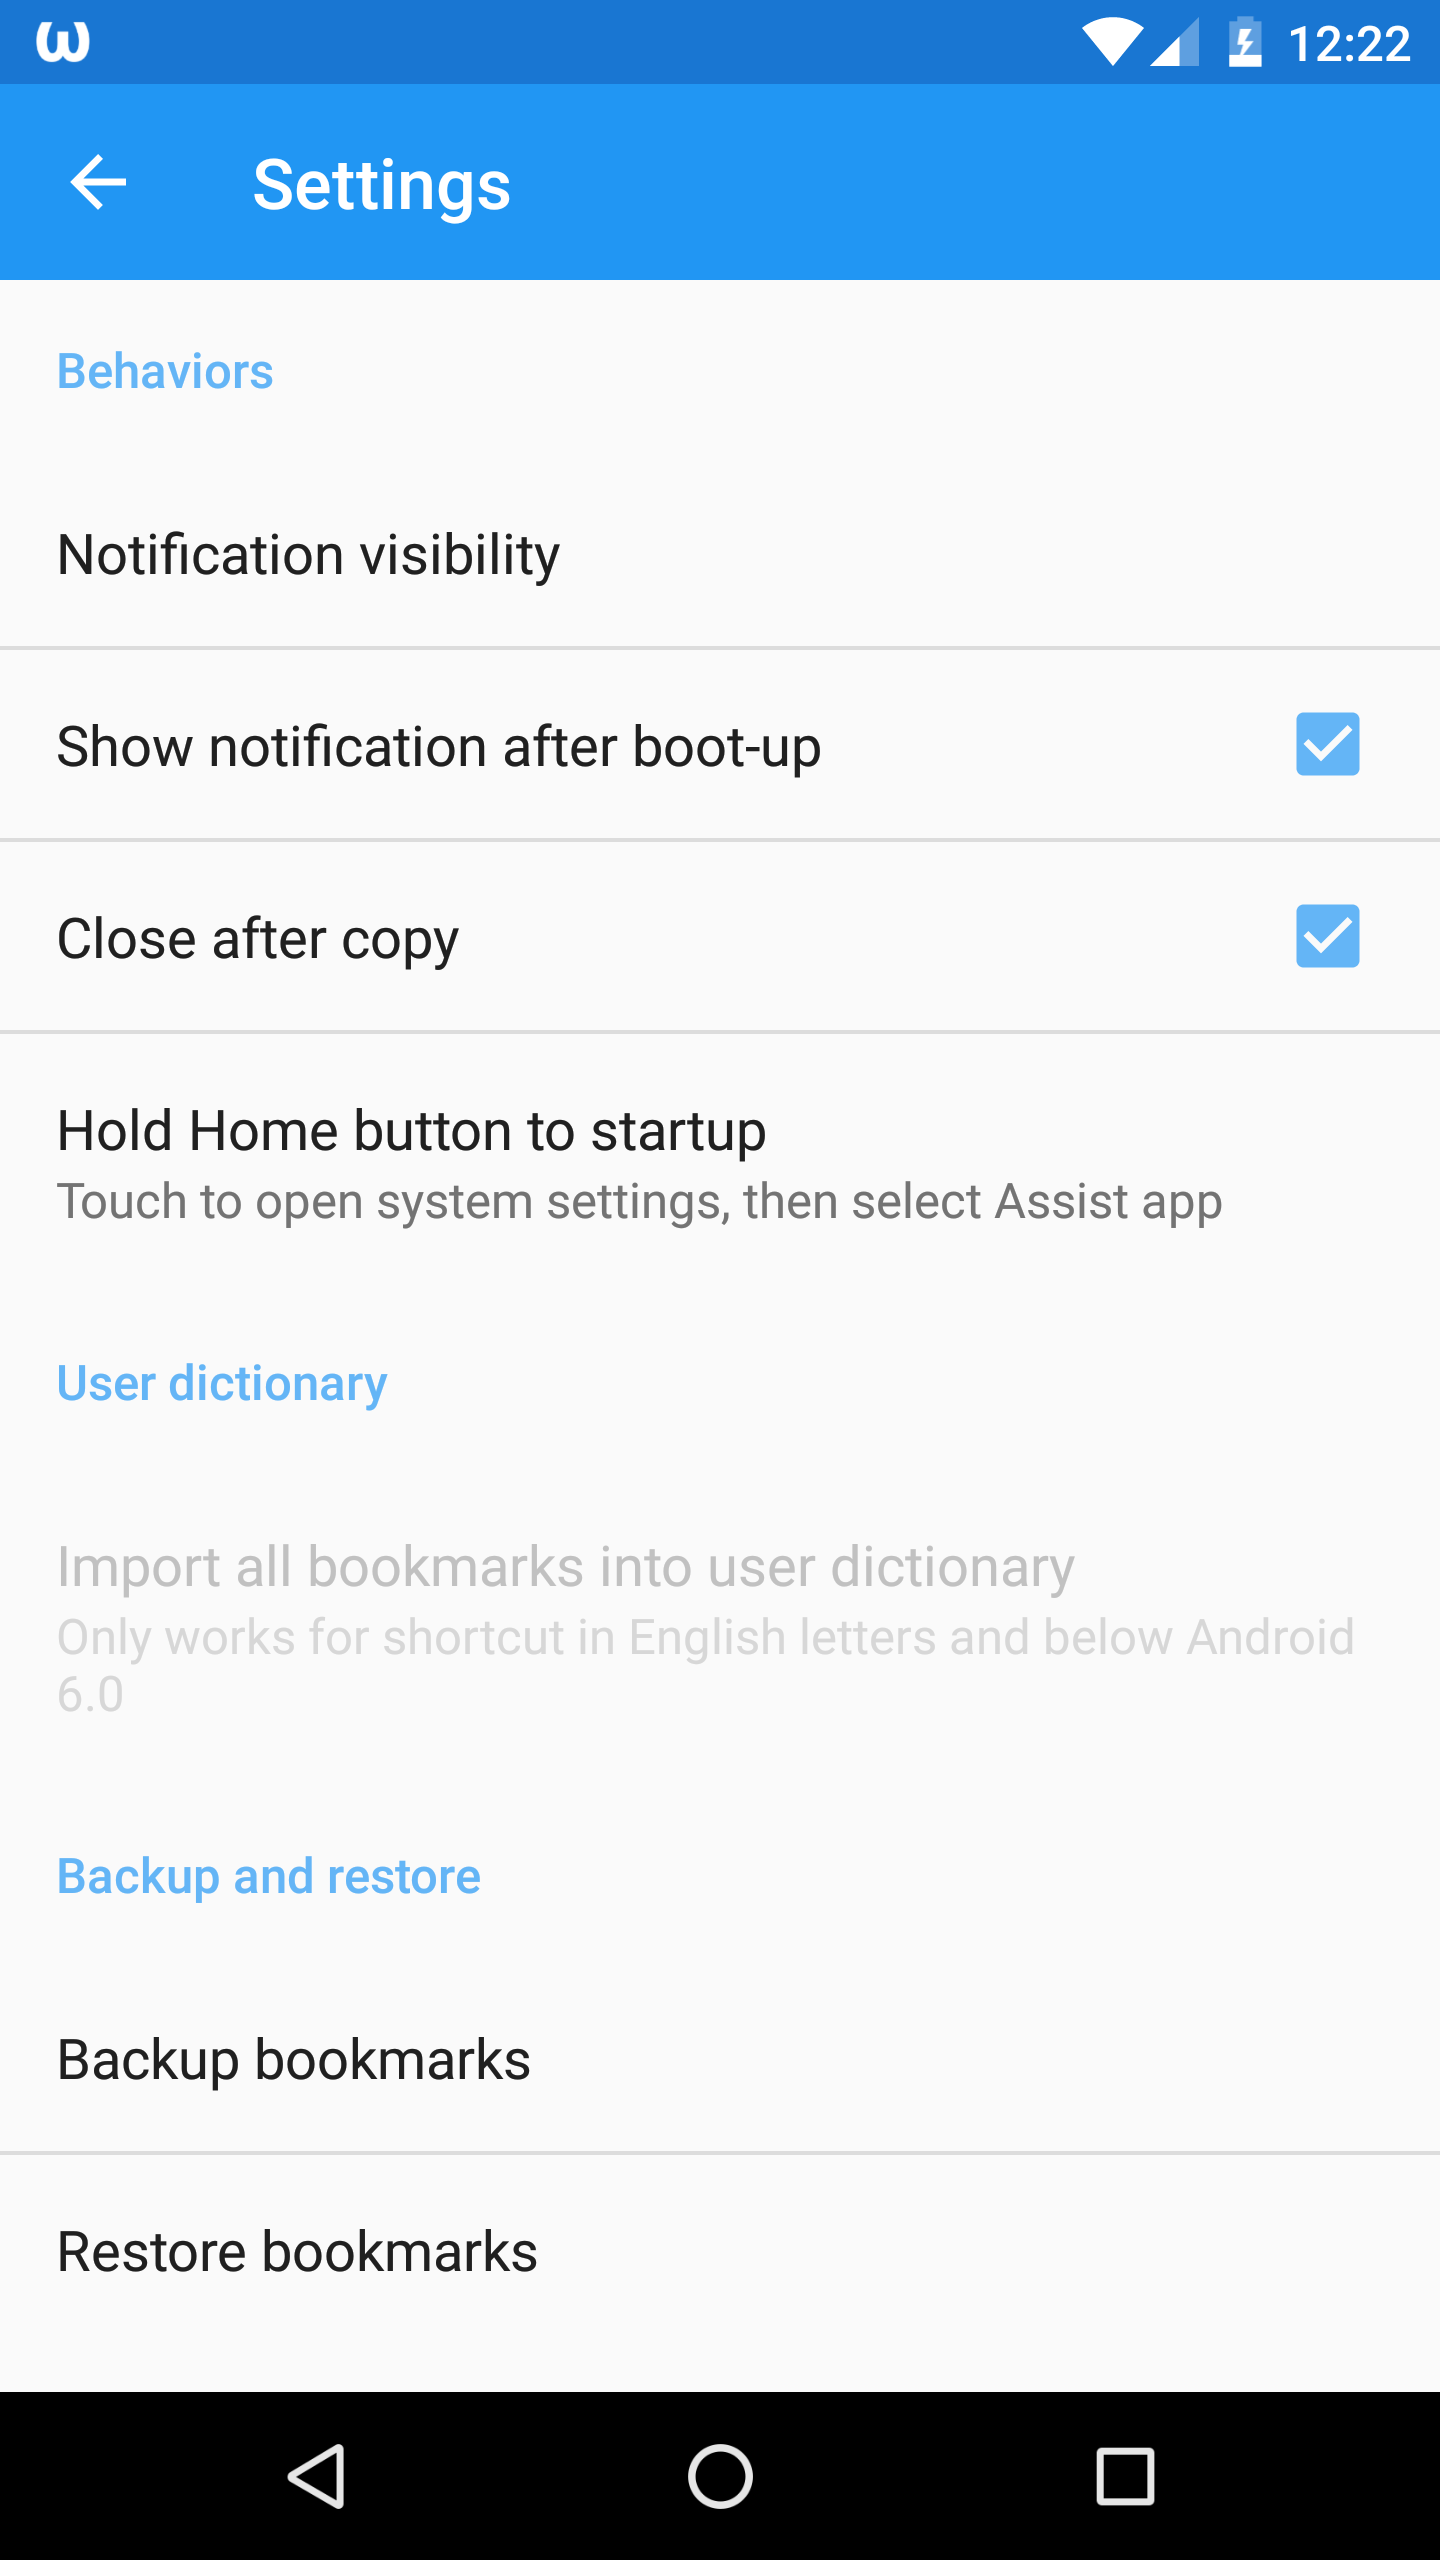 ω 12:22
Settings
Behaviors
Notification visibility
Show notification after boot-up
Close after copy
Hold Home button to startup
Touch to open system settings, then select Assist app
User dictionary
Import all bookmarks into user dictionary
Only works for shortcut in English letters and below Android
6.0
Backup and restore
Backup bookmarks
Restore bookmarks